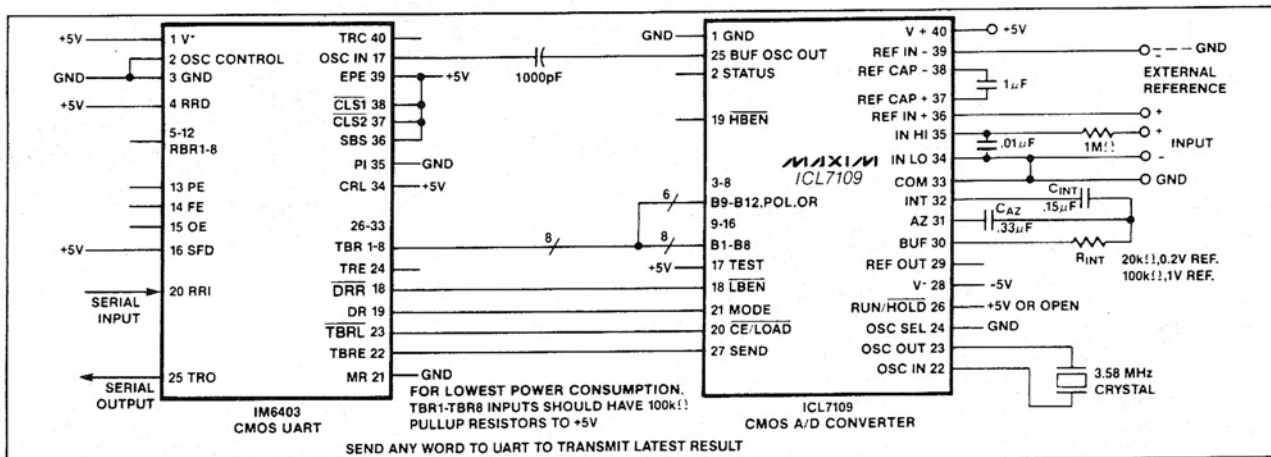 +5V
1 V+
2 OSC CONTROL
GND
3 GND
+5V
4 RRD
5-12
RBR1-8
13 PE
14 FE
15 OE
+5V
16 SFD
20 RRI
SERIAL
INPUT
25 TRO
SERIAL
OUTPUT
TRC 40
OSC IN 17
EPE 39
+5V
CLS1 38
CLS2 37
SBS 36
PI 35
GND
CRL 34
+5V
26-33
TBR 1-8
TRE 24
DRR 18
DR 19
TBRL 23
TBRE 22
MR 21
GND
IM6403
CMOS UART
1000pF
8
6
8
FOR LOWEST POWER CONSUMPTION.
TBR1-TBR8 INPUTS SHOULD HAVE 100kΩ
PULLUP RESISTORS TO +5V
GND
1 GND
25 BUF OSC OUT
2 STATUS
19 HBEN
MAXIM
ICL7109
3-8
B9-B12,POL,OR
9-16
B1-B8
+5V
17 TEST
18 LBEN
21 MODE
20 CE/LOAD
27 SEND
V + 40
+5V
REF IN - 39
GND
REF CAP - 38
EXTERNAL
REFERENCE
1µF
REF CAP + 37
REF IN + 36
+
IN HI 35
+
.01µF
1MΩ
INPUT
IN LO 34
-
COM 33
GND
INT 32
CINT
.15µF
AZ 31
CAZ
.33µF
BUF 30
RINT
20kΩ,0.2V REF.
100kΩ,1V REF.
REF OUT 29
V- 28
-5V
RUN/HOLD 26
+5V OR OPEN
OSC SEL 24
GND
OSC OUT 23
OSC IN 22
3.58 MHz
CRYSTAL
ICL7109
CMOS A/D CONVERTER
SEND ANY WORD TO UART TO TRANSMIT LATEST RESULT